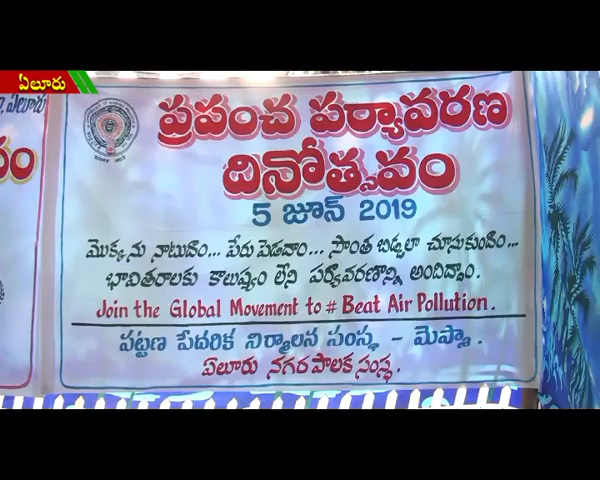 ఏలూరు
, ఏలూరు
ప్రపంచ పర్యావరణ
దినోత్సవం
5 జూన్ 2019
మొక్కను నాటుదాం... పేరు పెడదాం... సొంత బిడ్డలా చూసుకుందాం...
భావితరాలకు కాలుష్యం లేని పర్యావరణాన్ని అందిద్దాం.
Join the Global Movement to # Beat Air Pollution.
పట్టణ పేదరిక నిర్మూలన సంస్థ - మెప్మా.
ఏలూరు నగరపాలక సంస్థ.